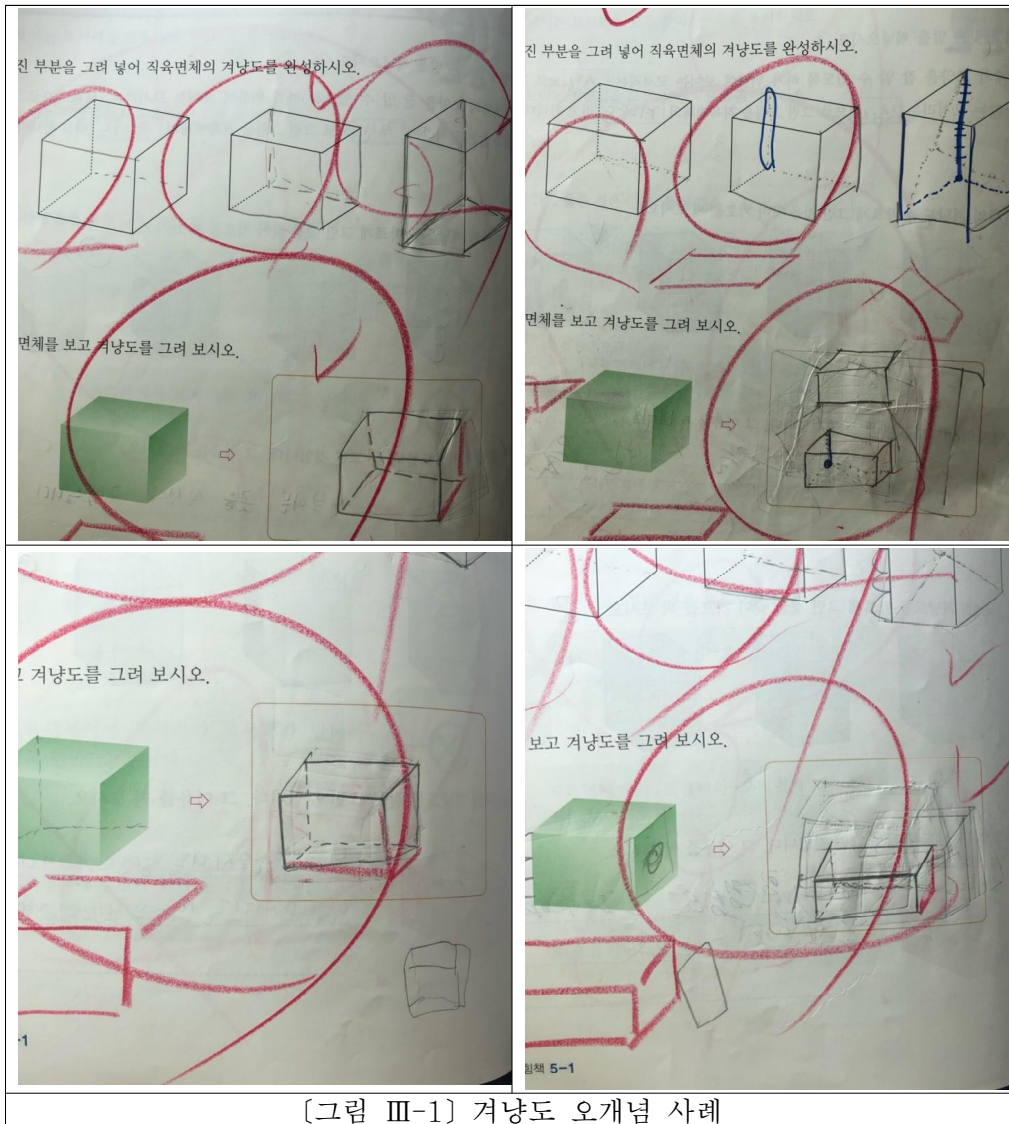 진 부분을 그려 넣어 직육면체의 겨냥도를 완성하시오.
면체를 보고 겨냥도를 그려 보시오.
진 부분을 그려 넣어 직육면체의 겨냥도를 완성하시오.
면체를 보고 겨냥도를 그려 보시오.
고 겨냥도를 그려 보시오.
-1
보고 겨냥도를 그려 보시오.
힘책 5-1
〔그림 Ⅲ-1〕 겨냥도 오개념 사례